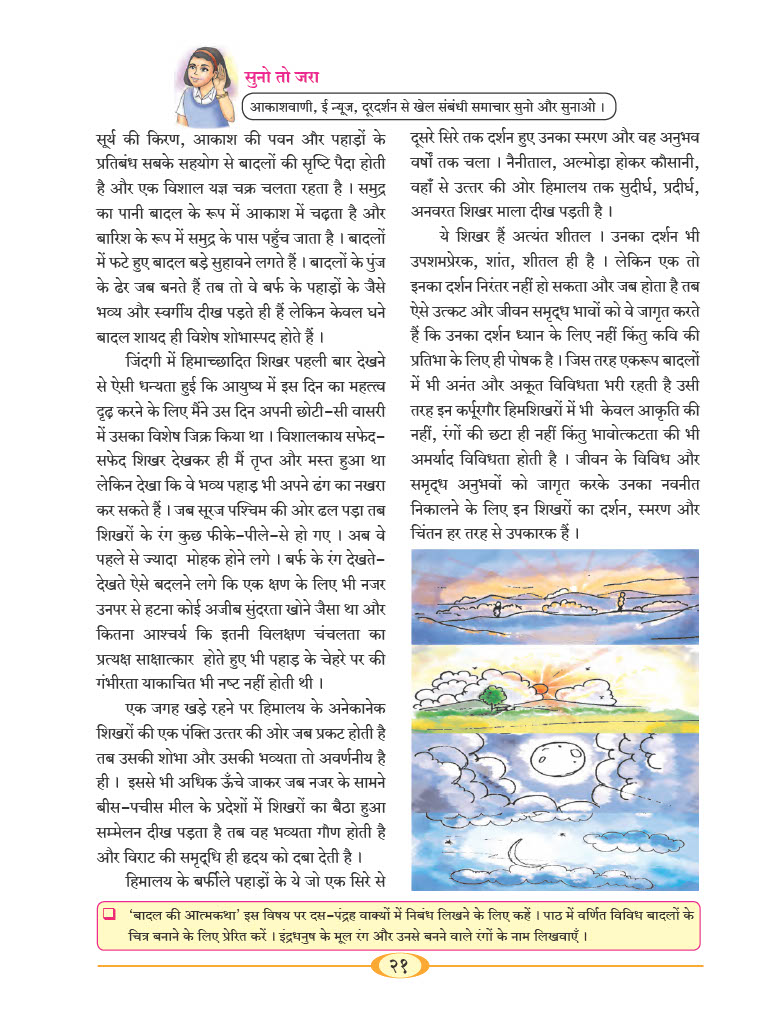 सुनो तो जरा
आकाशवाणी, ई न्यूज, दूरदर्शन से खेल संबंधी समाचार सुनो और सुनाओ ।
सूर्य की किरण, आकाश की पवन और पहाड़ों के
प्रतिबंध सबके सहयोग से बादलों की सृष्टि पैदा होती
है और एक विशाल यज्ञ चक्र चलता रहता है । समुद्र
का पानी बादल के रूप में आकाश में चढ़ता है और
बारिश के रूप में समुद्र के पास पहुँच जाता है । बादलों
में फटे हुए बादल बड़े सुहावने लगते हैं । बादलों के पुंज
के ढेर जब बनते हैं तब तो वे बर्फ के पहाड़ों के जैसे
भव्य और स्वर्गीय दीख पड़ते ही हैं लेकिन केवल घने
बादल शायद ही विशेष शोभास्पद होते हैं ।
जिंदगी में हिमाच्छादित शिखर पहली बार देखने
से ऐसी धन्यता हुई कि आयुष्य में इस दिन का महत्त्व
दृढ़ करने के लिए मैंने उस दिन अपनी छोटी-सी वासरी
में उसका विशेष जिक्र किया था । विशालकाय सफेद-
सफेद शिखर देखकर ही मैं तृप्त और मस्त हुआ था
लेकिन देखा कि वे भव्य पहाड़ भी अपने ढंग का नखरा
कर सकते हैं । जब सूरज पश्चिम की ओर ढल पड़ा तब
शिखरों के रंग कुछ फीके-पीले-से हो गए । अब वे
पहले से ज्यादा मोहक होने लगे । बर्फ के रंग देखते-
देखते ऐसे बदलने लगे कि एक क्षण के लिए भी नजर
उनपर से हटना कोई अजीब सुंदरता खोने जैसा था और
कितना आश्चर्य कि इतनी विलक्षण चंचलता का
प्रत्यक्ष साक्षात्कार होते हुए भी पहाड़ के चेहरे पर की
गंभीरता याकाचित भी नष्ट नहीं होती थी ।
एक जगह खड़े रहने पर हिमालय के अनेकानेक
शिखरों की एक पंक्ति उत्तर की ओर जब प्रकट होती है
तब उसकी शोभा और उसकी भव्यता तो अवर्णनीय है
ही । इससे भी अधिक ऊँचे जाकर जब नजर के सामने
बीस-पचीस मील के प्रदेशों में शिखरों का बैठा हुआ
सम्मेलन दीख पड़ता है तब वह भव्यता गौण होती है
और विराट की समृद्धि ही हृदय को दबा देती है ।
हिमालय के बर्फीले पहाड़ों के ये जो एक सिरे से
दूसरे सिरे तक दर्शन हुए उनका स्मरण और वह अनुभव
वर्षों तक चला । नैनीताल, अल्मोड़ा होकर कौसानी,
वहाँ से उत्तर की ओर हिमालय तक सुदीर्घ, प्रदीर्घ,
अनवरत शिखर माला दीख पड़ती है ।
ये शिखर हैं अत्यंत शीतल । उनका दर्शन भी
उपशमप्रेरक, शांत, शीतल ही है । लेकिन एक तो
इनका दर्शन निरंतर नहीं हो सकता और जब होता है तब
ऐसे उत्कट और जीवन समृद्ध भावों को वे जागृत करते
हैं कि उनका दर्शन ध्यान के लिए नहीं किंतु कवि की
प्रतिभा के लिए ही पोषक है । जिस तरह एकरूप बादलों
में भी अनंत और अकूत विविधता भरी रहती है उसी
तरह इन कर्पूरगौर हिमशिखरों में भी केवल आकृति की
नहीं, रंगों की छटा ही नहीं किंतु भावोत्कटता की भी
अमर्याद विविधता होती है । जीवन के विविध और
समृद्ध अनुभवों को जागृत करके उनका नवनीत
निकालने के लिए इन शिखरों का दर्शन, स्मरण और
चिंतन हर तरह से उपकारक हैं ।
❑ ‘बादल की आत्मकथा’ इस विषय पर दस-पंद्रह वाक्यों में निबंध लिखने के लिए कहें । पाठ में वर्णित विविध बादलों के
चित्र बनाने के लिए प्रेरित करें । इंद्रधनुष के मूल रंग और उनसे बनने वाले रंगों के नाम लिखवाएँ ।
२१